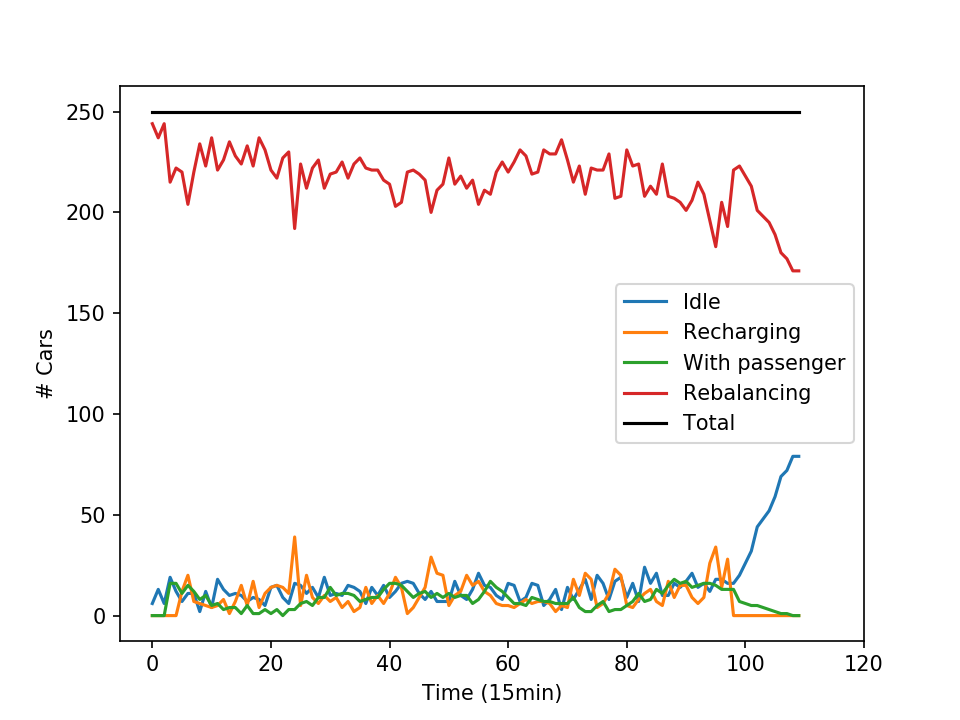 250
200
150
100
50
0
# Cars
Idle
Recharging
With passenger
Rebalancing
Total
0 20 40 60 80 100 120
Time (15min)